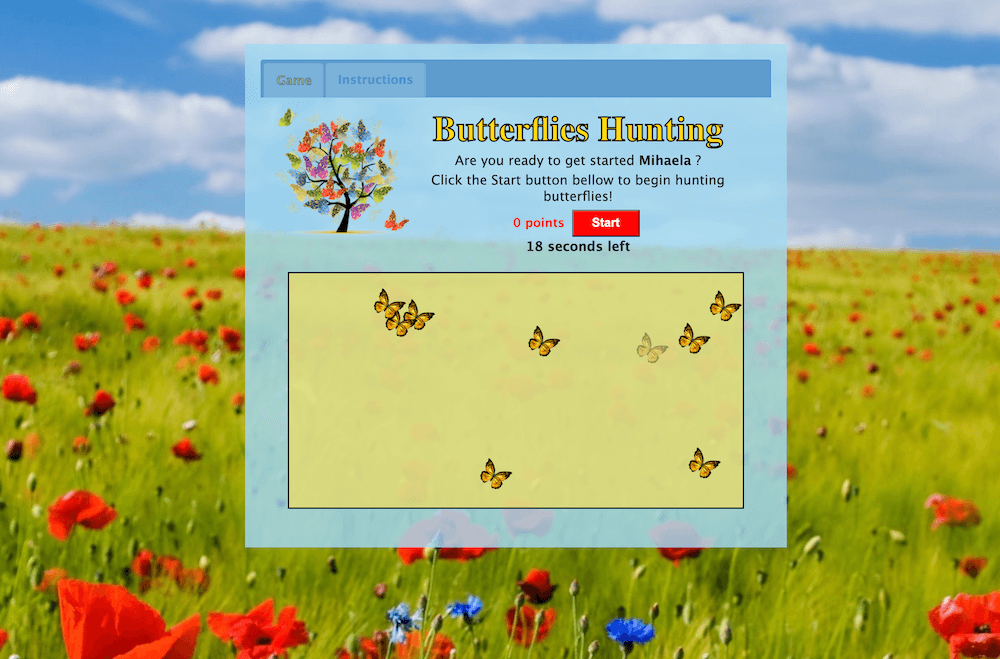 Game
Instructions
Butterflies Hunting
Are you ready to get started Mihaela ?
Click the Start button bellow to begin hunting
butterflies!
0 points
Start
18 seconds left